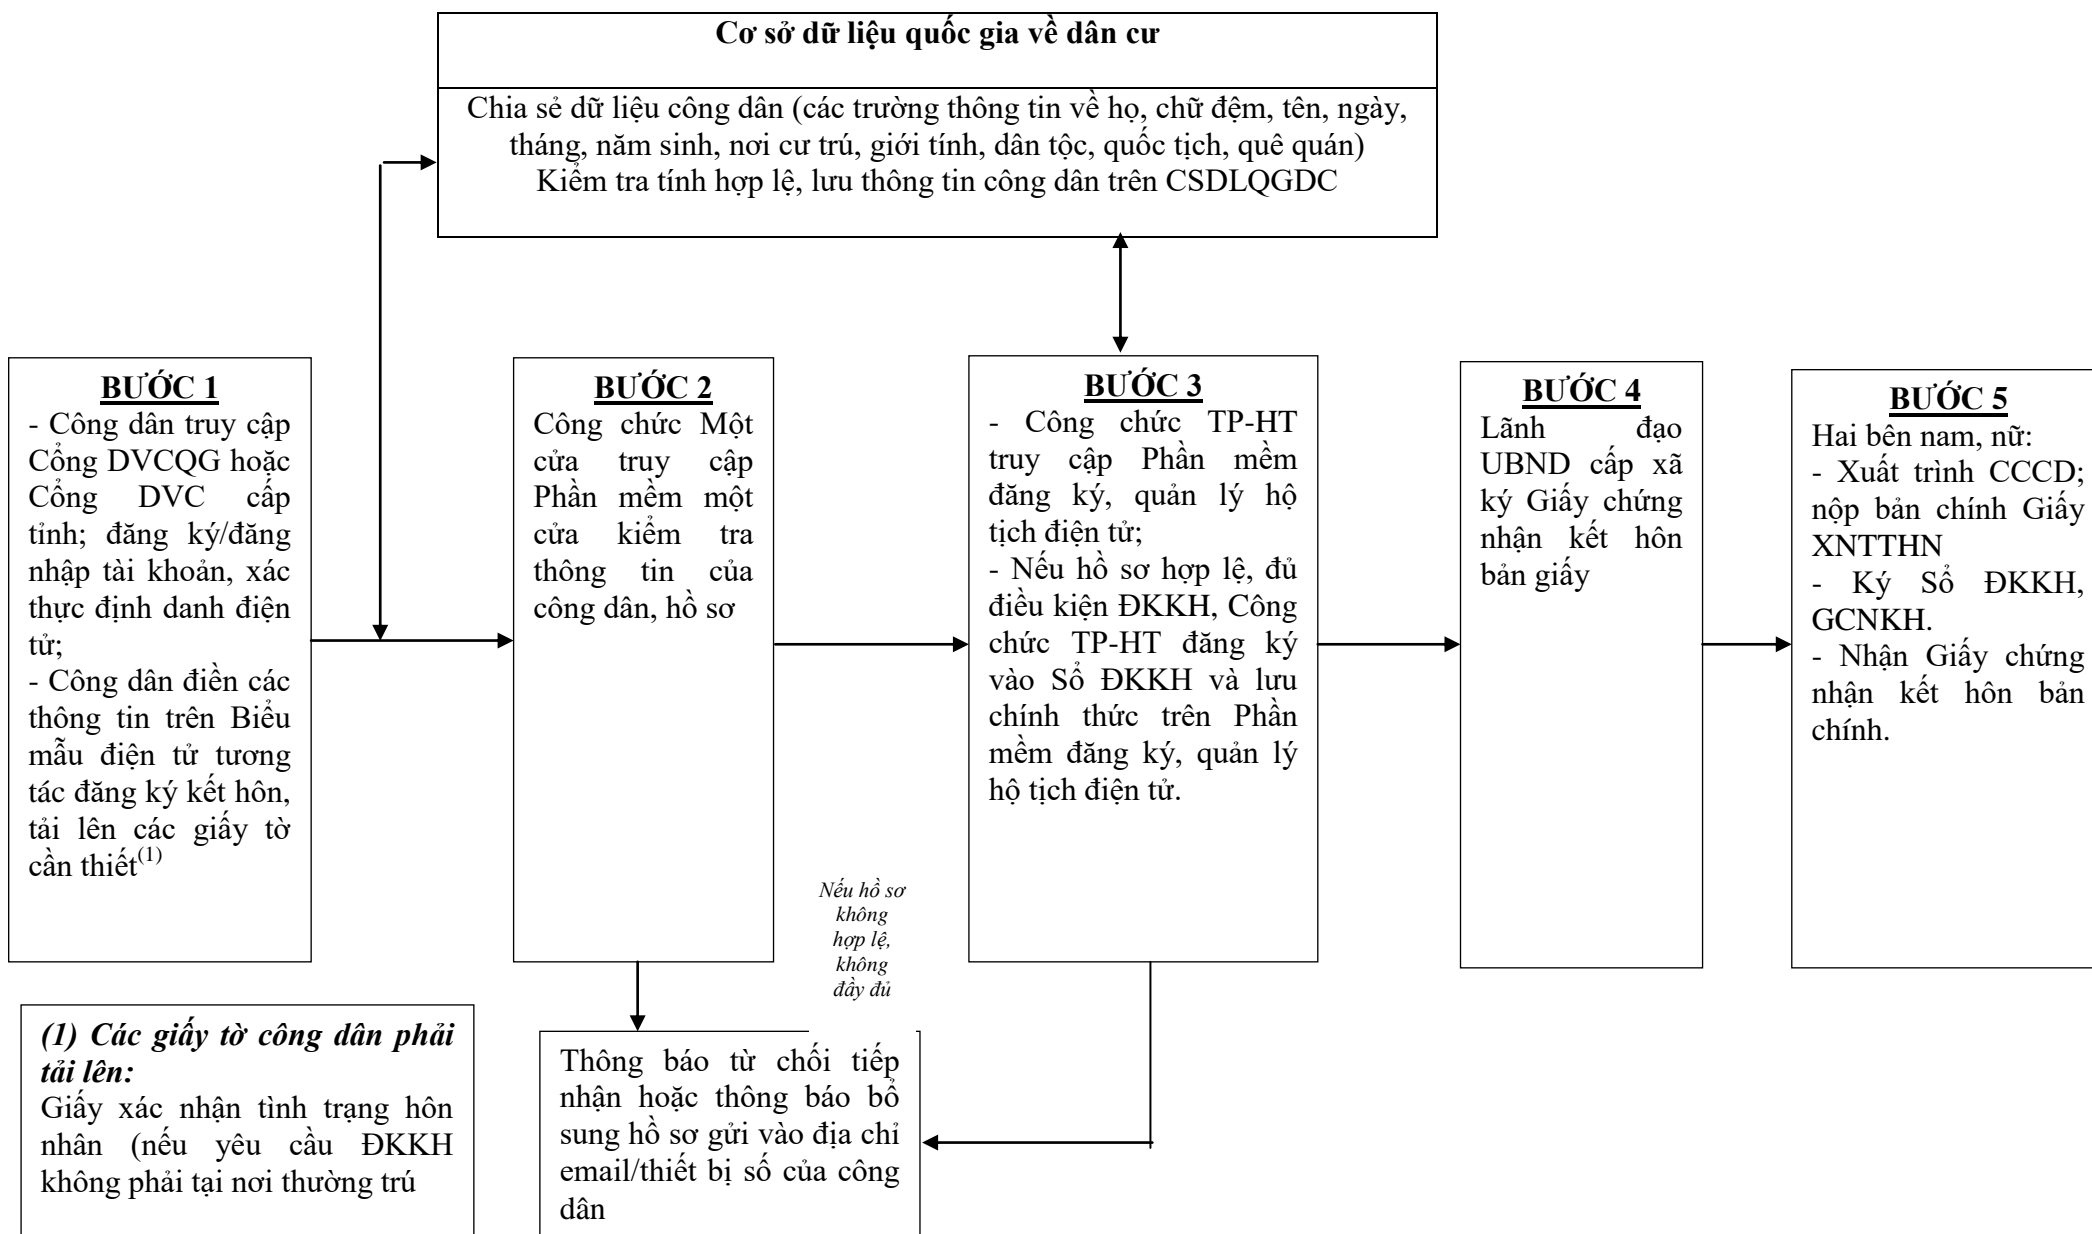 Cơ sở dữ liệu quốc gia về dân cư
Chia sẻ dữ liệu công dân (các trường thông tin về họ, chữ đệm, tên, ngày,
tháng, năm sinh, nơi cư trú, giới tính, dân tộc, quốc tịch, quê quán)
Kiểm tra tính hợp lệ, lưu thông tin công dân trên CSDLQGDC
BƯỚC 1
- Công dân truy cập
Cổng DVCQG hoặc
Cổng DVC cấp
tỉnh; đăng ký/đăng
nhập tài khoản, xác
thực định danh điện
tử;
- Công dân điền các
thông tin trên Biểu
mẫu điện tử tương
tác đăng ký kết hôn,
tải lên các giấy tờ
cần thiết(1)
BƯỚC 2
Công chức Một
cửa truy cập
Phần mềm một
cửa kiểm tra
thông tin của
công dân, hồ sơ
BƯỚC 3
- Công chức TP-HT
truy cập Phần mềm
đăng ký, quản lý hộ
tịch điện tử;
- Nếu hồ sơ hợp lệ, đủ
điều kiện ĐKKH, Công
chức TP-HT đăng ký
vào Sổ ĐKKH và lưu
chính thức trên Phần
mềm đăng ký, quản lý
hộ tịch điện tử.
BƯỚC 4
Lãnh đạo
UBND cấp xã
ký Giấy chứng
nhận kết hôn
bản giấy
BƯỚC 5
Hai bên nam, nữ:
- Xuất trình CCCD;
nộp bản chính Giấy
XNTTHN
- Ký Sổ ĐKKH,
GCNKH.
- Nhận Giấy chứng
nhận kết hôn bản
chính.
Nếu hồ sơ
không
hợp lệ,
không
đầy đủ
(1) Các giấy tờ công dân phải
tải lên:
Giấy xác nhận tình trạng hôn
nhân (nếu yêu cầu ĐKKH
không phải tại nơi thường trú
Thông báo từ chối tiếp
nhận hoặc thông báo bổ
sung hồ sơ gửi vào địa chỉ
email/thiết bị số của công
dân